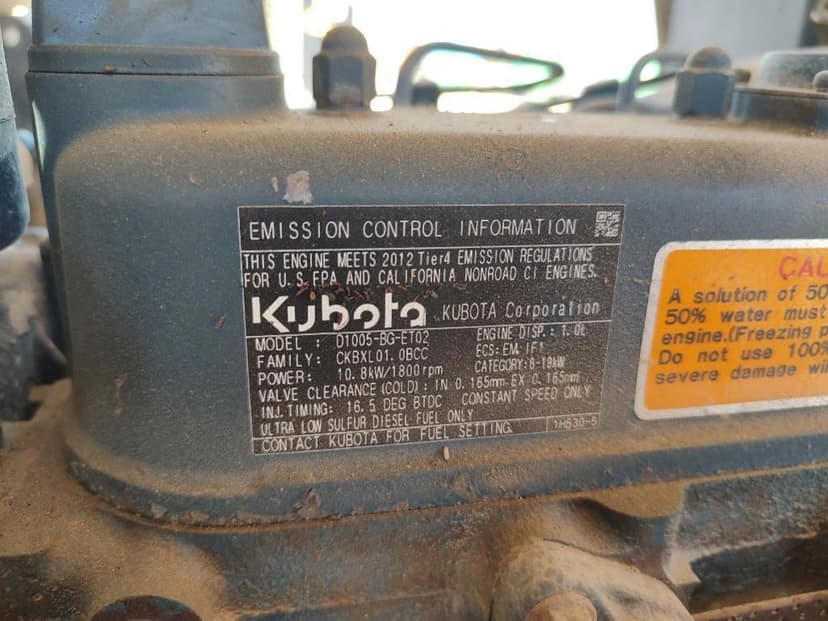 EMISSION CONTROL INFORMATION
THIS ENGINE MEETS 2012 Tier4 EMISSION REGULATIONS
FOR U.S EPA AND CALIFORNIA NONROAD CI ENGINES.
Kubota KUBOTA Corporation
MODEL : D1005-BG-ET02 ENGINE DISP.: 1.0L
FAMILY: CKBXL01.0BCC ECS: EM IFI
POWER: 10.8kW/1800rpm CATEGORY:8-19kW
VALVE CLEARANCE (COLD) : IN 0.165mm EX 0.165mm
INJ.TIMING: 16.5 DEG BTDC CONSTANT SPEED ONLY
ULTRA LOW SULFUR DIESEL FUEL ONLY
CONTACT KUBOTA FOR FUEL SETTING. 1H830-5
CAU
A solution of 50
50% water must
engine.(Freezing p
Do not use 100%
severe damage wi